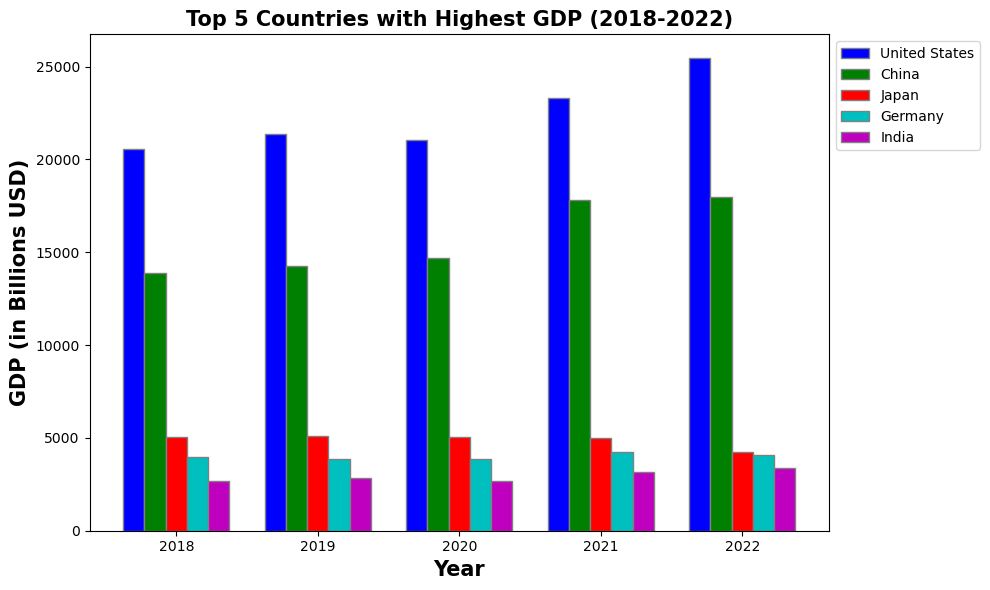 Top 5 Countries with Highest GDP (2018-2022)
United States
China
Japan
Germany
India
GDP (in Billions USD)
25000
20000
15000
10000
5000
0
2018 2019 2020 2021 2022
Year